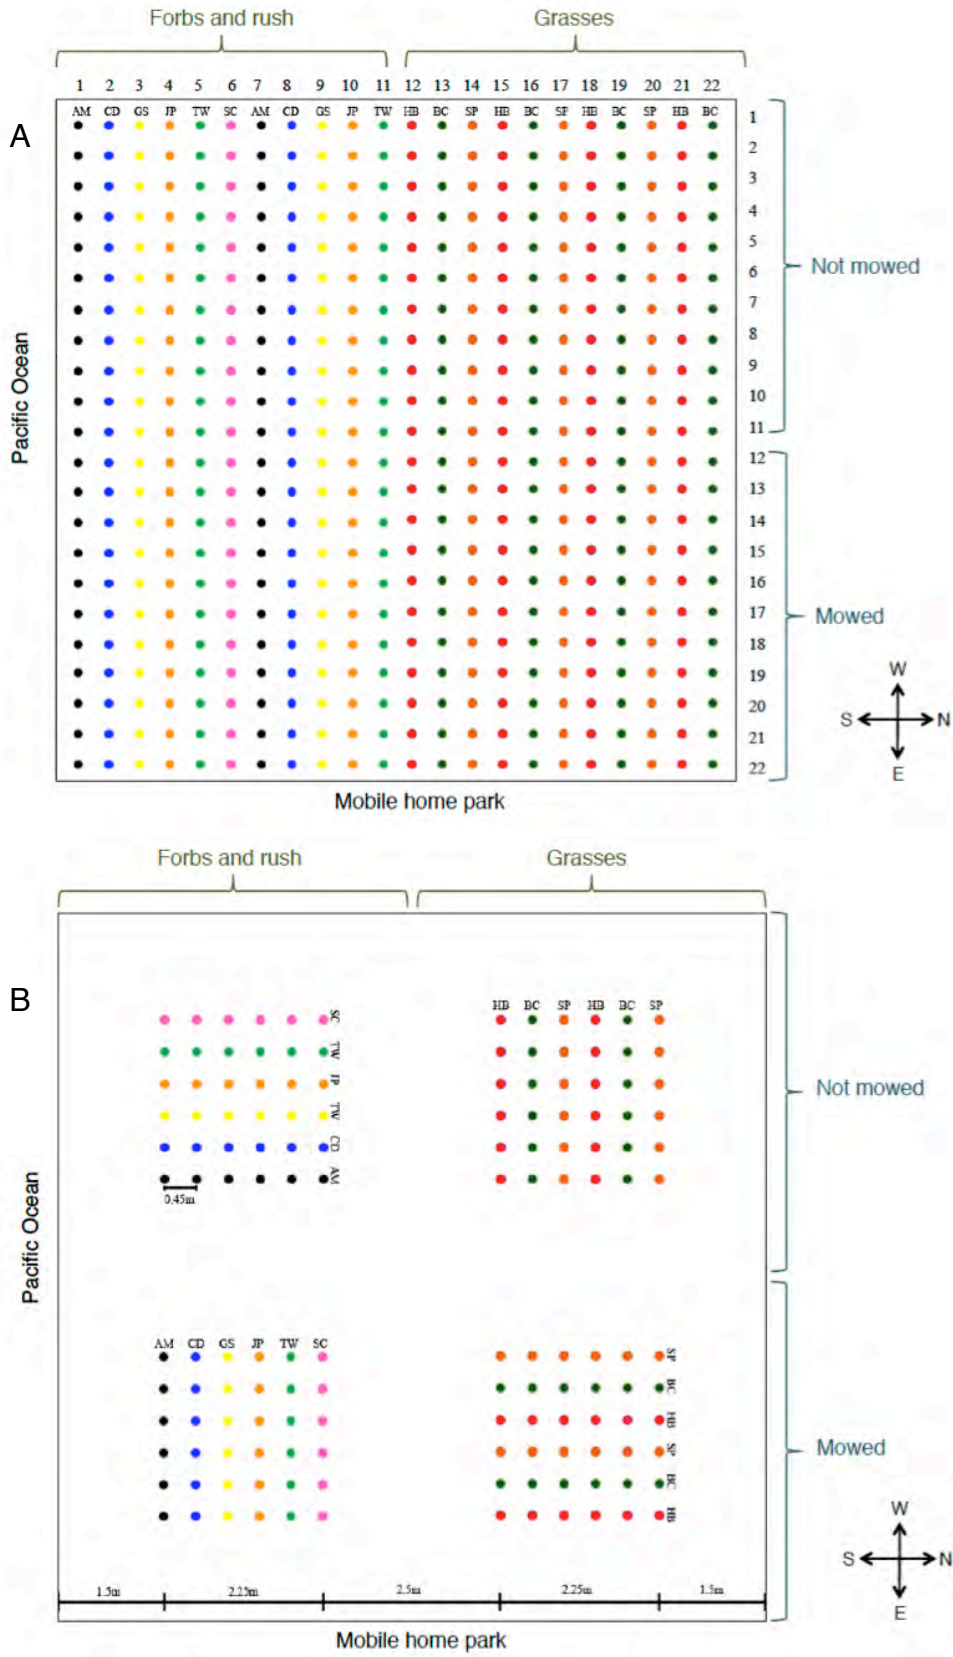 Forbs and rush Grasses
1 2 3 4 5 6 7 8 9 10 11 12 13 14 15 16 17 18 19 20 21 22
AM CD GS JP TW SC AM CD GS JP TW HB BC SP HB BC SP HB BC SP HB BC
A
1
2
3
4
5
6
7
8
9
10
11
Not mowed
12
13
14
15
16
17
18
19
20
21
22
Mowed
Pacific Ocean
W
S N
E
Mobile home park
Forbs and rush Grasses
B
SC
TW
JP
TW
CD
AM
0.45m
HB BC SP HB BC SP
Not mowed
Pacific Ocean
AM CD GS JP TW SC
SP
BC
HB
SP
BC
HB
Mowed
W
S N
E
1.5m 2.25m 2.5m 2.25m 1.5m
Mobile home park